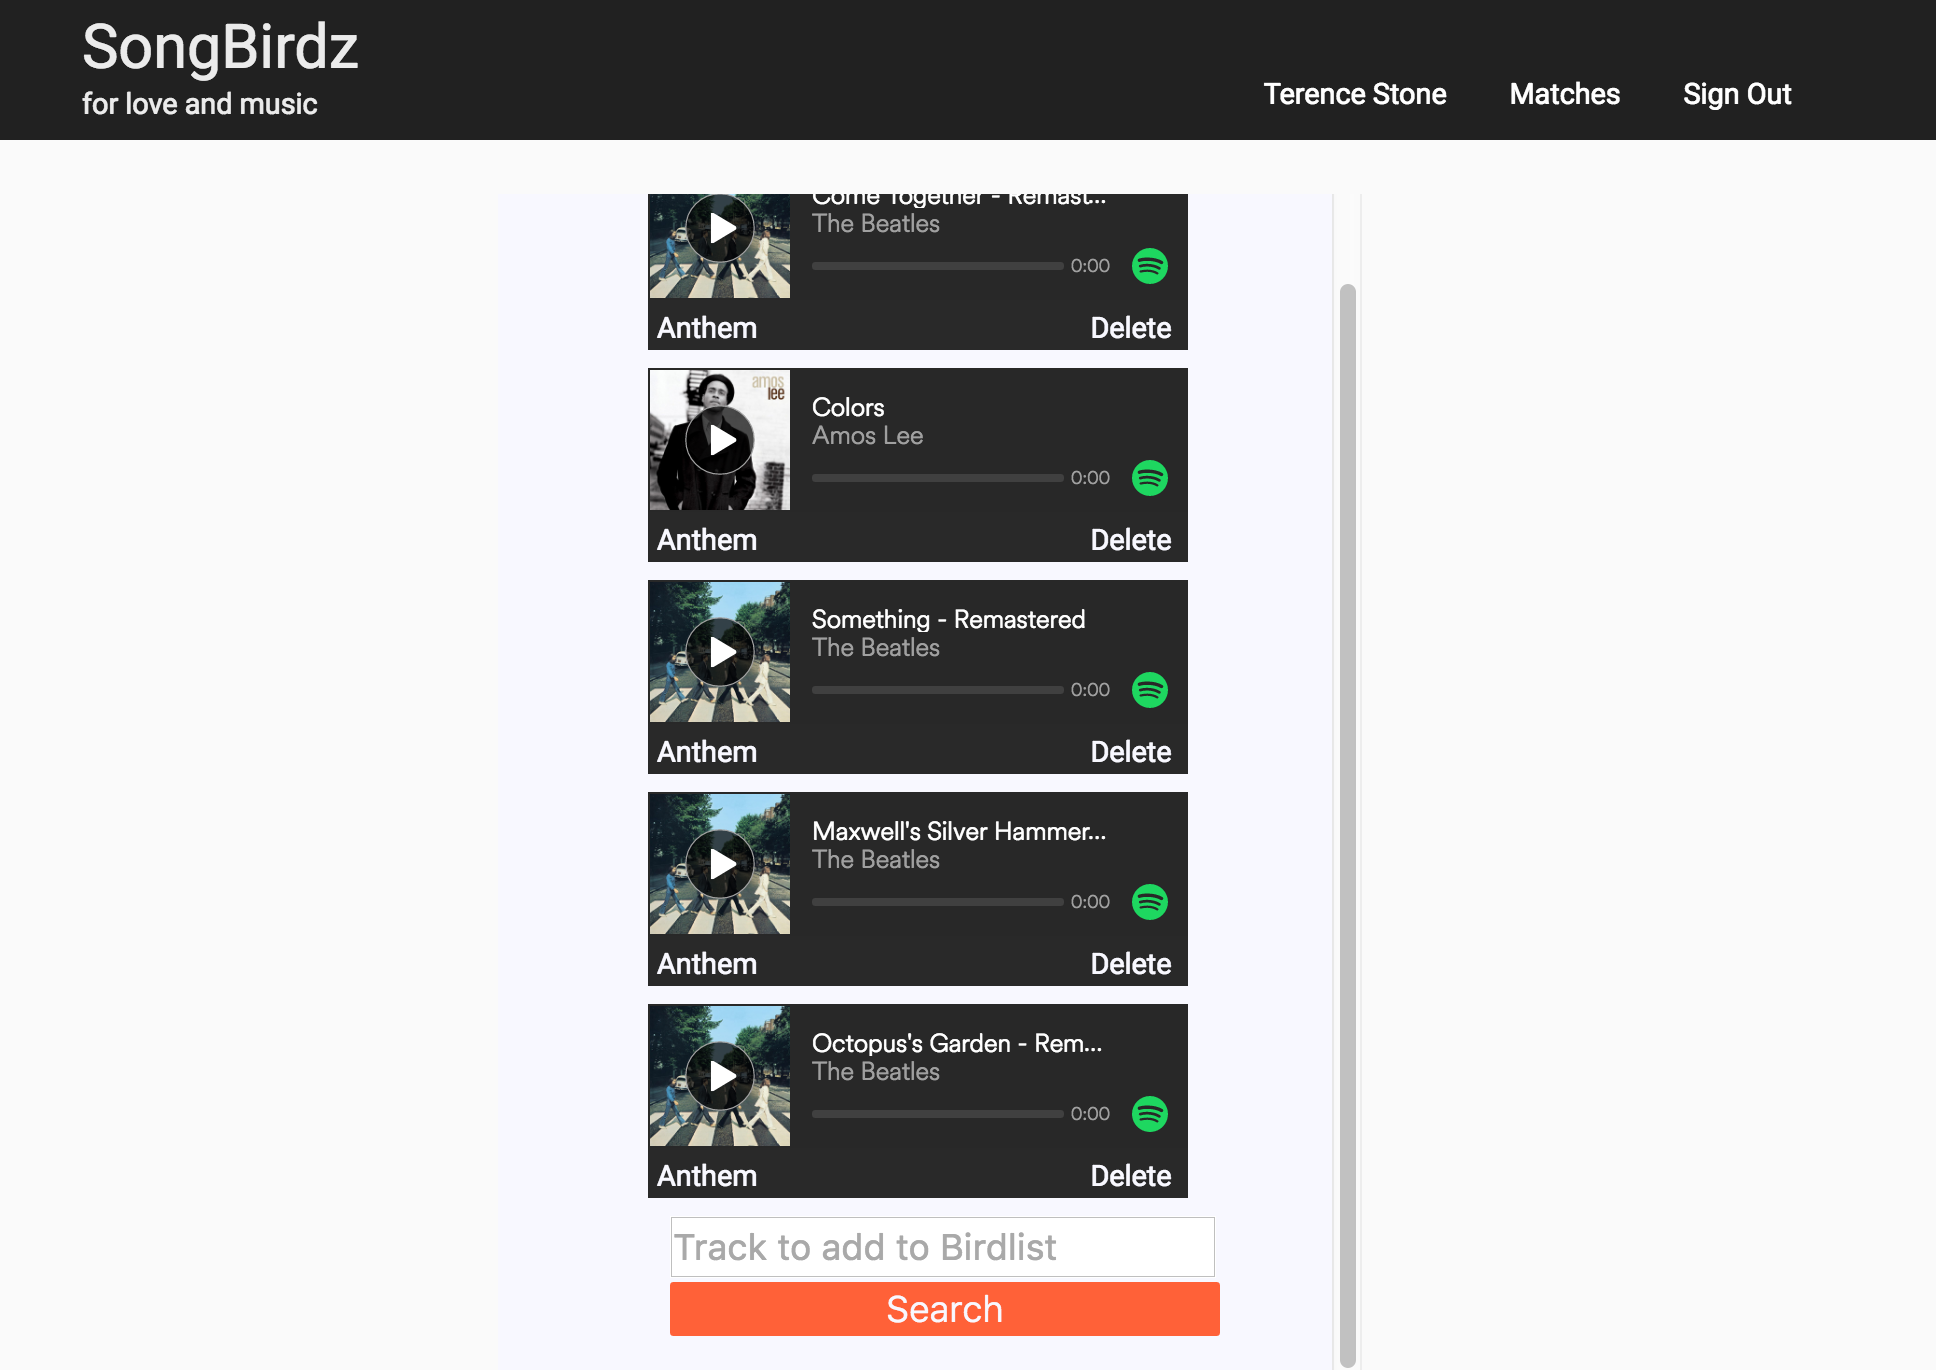 SongBirdz
for love and music
Terence Stone Matches Sign Out
Come Together - Remast...
The Beatles
0:00
Anthem Delete
amos
lee
Colors
Amos Lee
0:00
Anthem Delete
Something - Remastered
The Beatles
0:00
Anthem Delete
Maxwell's Silver Hammer...
The Beatles
0:00
Anthem Delete
Octopus's Garden - Rem...
The Beatles
0:00
Anthem Delete
Track to add to Birdlist
Search